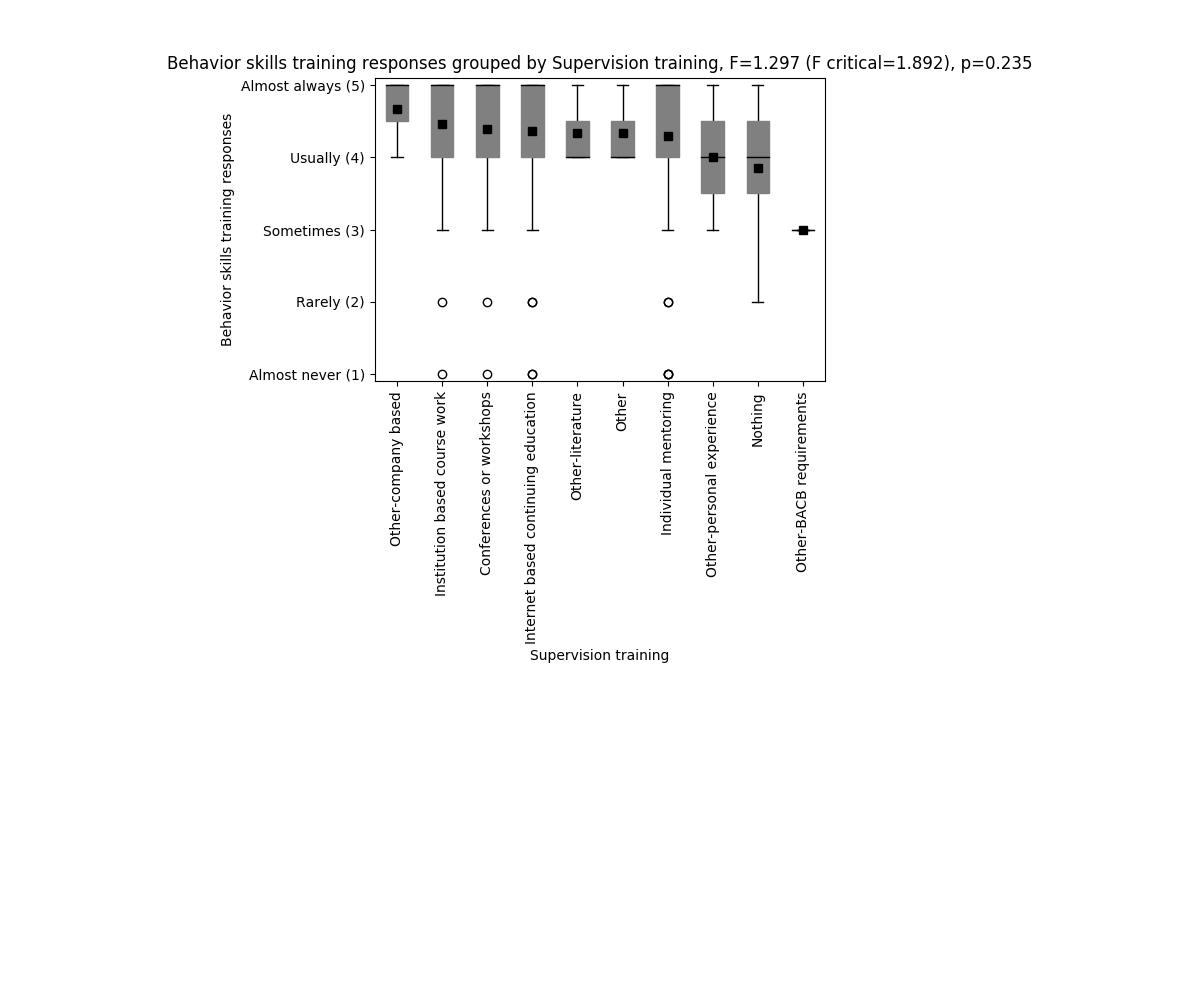 Behavior skills training responses grouped by Supervision training, F=1.297 (F critical=1.892), p=0.235
Behavior skills training responses
Almost always (5)
Usually (4)
Sometimes (3)
Rarely (2)
Almost never (1)
Other-company based
Institution based course work
Conferences or workshops
Internet based continuing education
Other-literature
Other
Individual mentoring
Other-personal experience
Nothing
Other-BACB requirements
Supervision training